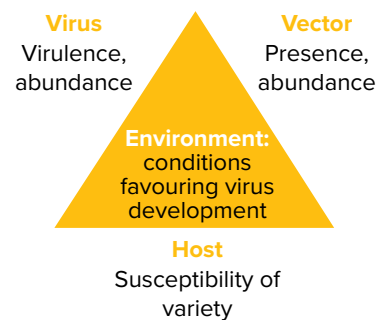 Virus
Virulence,
abundance
Vector
Presence,
abundance
Environment:
conditions
favouring virus
development
Host
Susceptibility of
variety